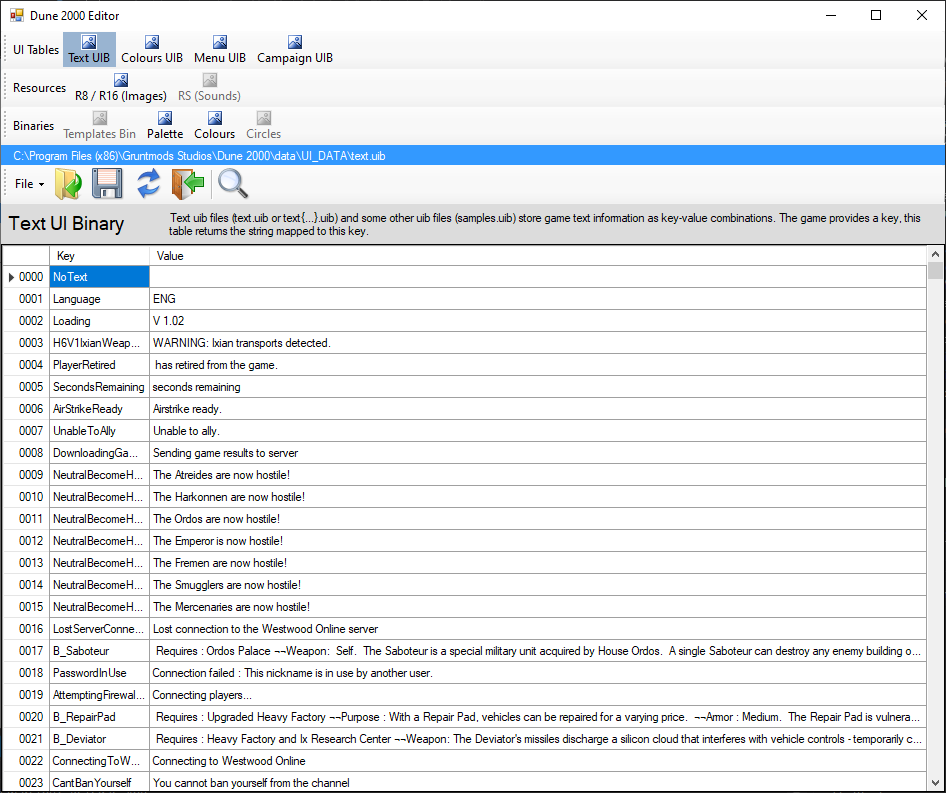 Dune 2000 Editor
UI Tables Text UIB Colours UIB Menu UIB Campaign UIB
Resources R8 / R16 (Images) RS (Sounds)
Binaries Templates Bin Palette Colours Circles
C:\Program Files (x86)\Gruntmods Studios\Dune 2000\data\UI_DATA\text.uib
File
Text UI Binary
Text uib files (text.uib or text{...}.uib) and some other uib files (samples.uib) store game text information as key-value combinations. The game provides a key, this
table returns the string mapped to this key.
Key Value
0000 NoText
0001 Language ENG
0002 Loading V 1.02
0003 H6V1IxianWeap... WARNING: Ixian transports detected.
0004 PlayerRetired has retired from the game.
0005 SecondsRemaining seconds remaining
0006 AirStrikeReady Airstrike ready.
0007 UnableToAlly Unable to ally.
0008 DownloadingGa... Sending game results to server
0009 NeutralBecomeH... The Atreides are now hostile!
0010 NeutralBecomeH... The Harkonnen are now hostile!
0011 NeutralBecomeH... The Ordos are now hostile!
0012 NeutralBecomeH... The Emperor is now hostile!
0013 NeutralBecomeH... The Fremen are now hostile!
0014 NeutralBecomeH... The Smugglers are now hostile!
0015 NeutralBecomeH... The Mercenaries are now hostile!
0016 LostServerConne... Lost connection to the Westwood Online server
0017 B_Saboteur Requires : Ordos Palace ~~Weapon: Self. The Saboteur is a special military unit acquired by House Ordos. A single Saboteur can destroy any enemy building o...
0018 PasswordInUse Connection failed : This nickname is in use by another user.
0019 AttemptingFirewal... Connecting players...
0020 B_RepairPad Requires : Upgraded Heavy Factory ~~Purpose : With a Repair Pad, vehicles can be repaired for a varying price. ~~Armor : Medium. The Repair Pad is vulnera...
0021 B_Deviator Requires : Heavy Factory and Ix Research Center ~~Weapon: The Deviator's missiles discharge a silicon cloud that interferes with vehicle controls - temporarily c...
0022 ConnectingToW... Connecting to Westwood Online
0023 CantBanYourself You cannot ban yourself from the channel